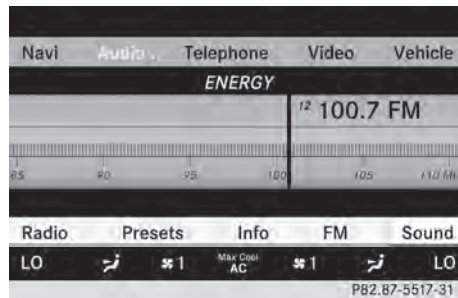 Navi Audio Telephone Video Vehicle
ENERGY
12 100.7 FM
85 90 95 100 105 110 MHz
Radio Presets Info FM Sound
LO 1 Max Cool AC 1 LO
P82.87-5517-31